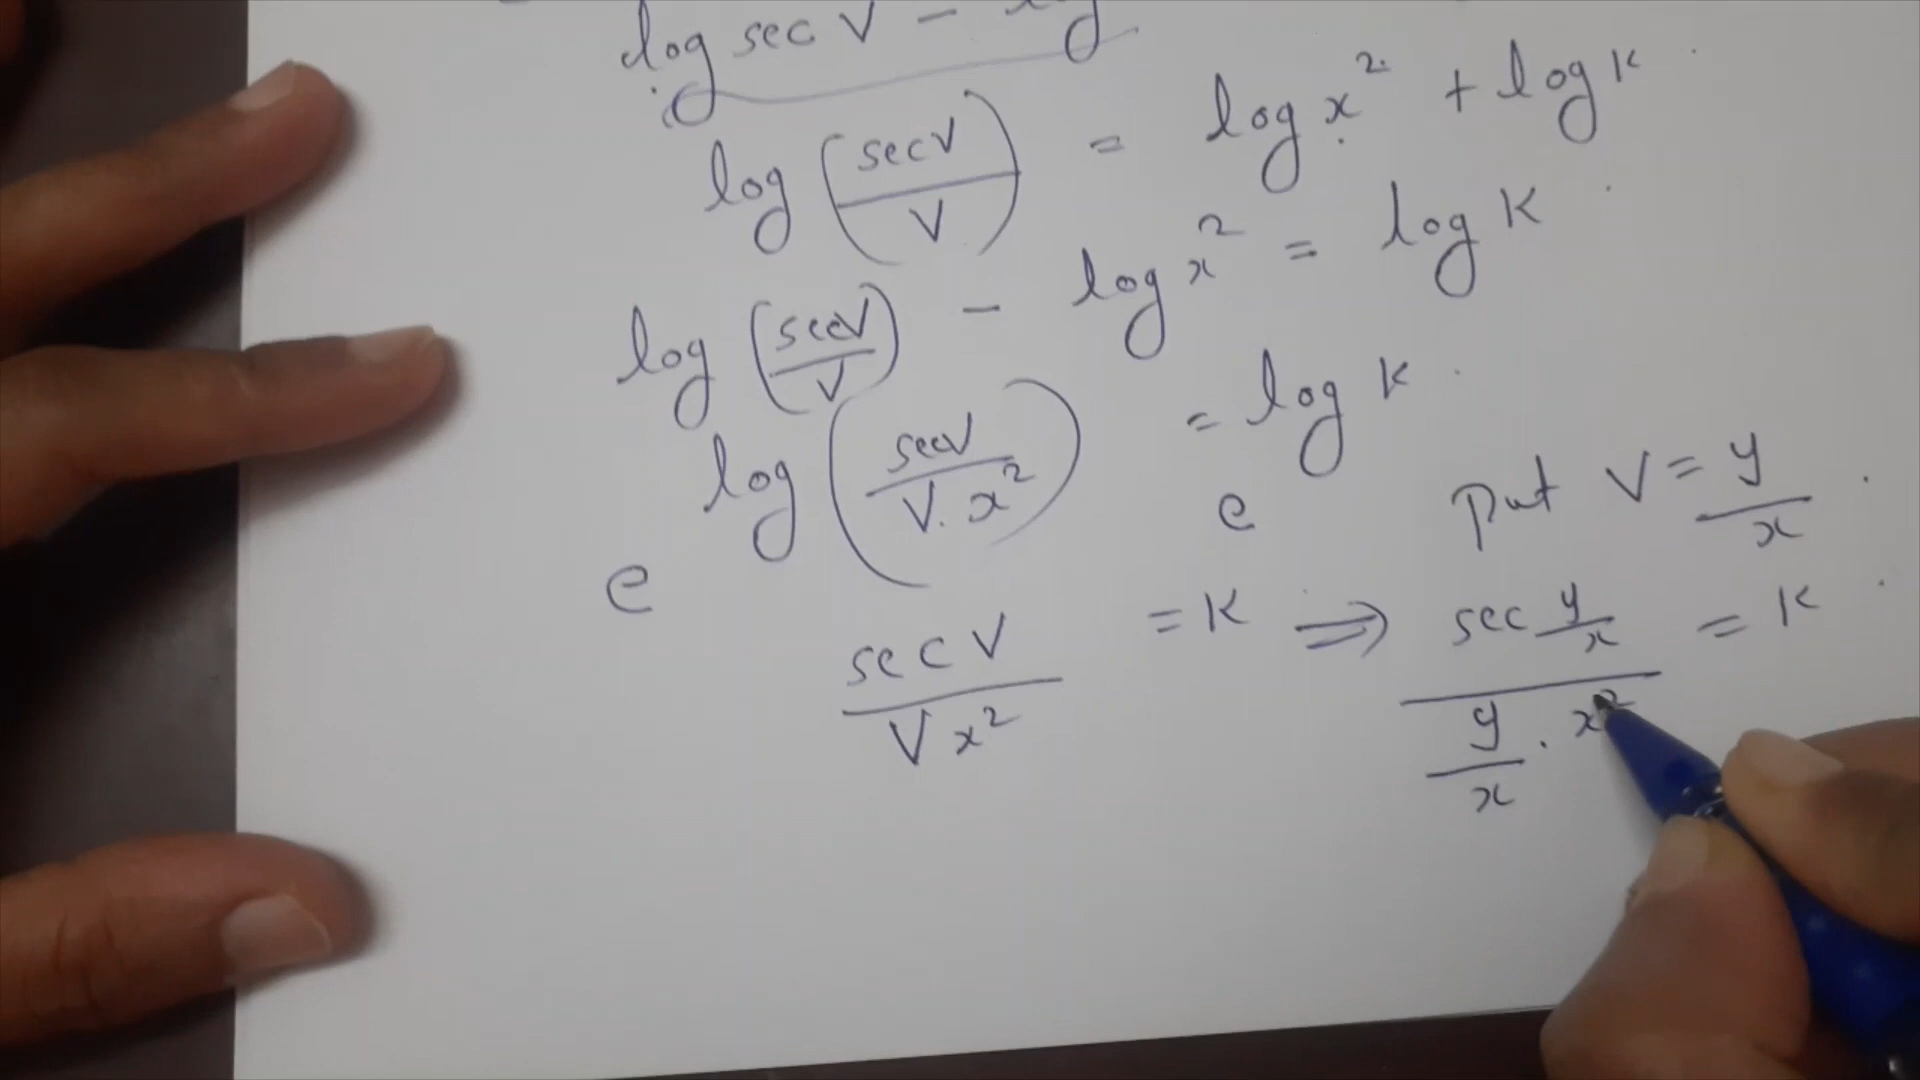 log sec V -
log (sec V / V) = log x² + log K
log (sec V / V) - log x² = log K
log (sec V / V. x²) = log K
e e put V = y/x
sec V / V x² = K ⇒ sec y/x / y/x . x² = K